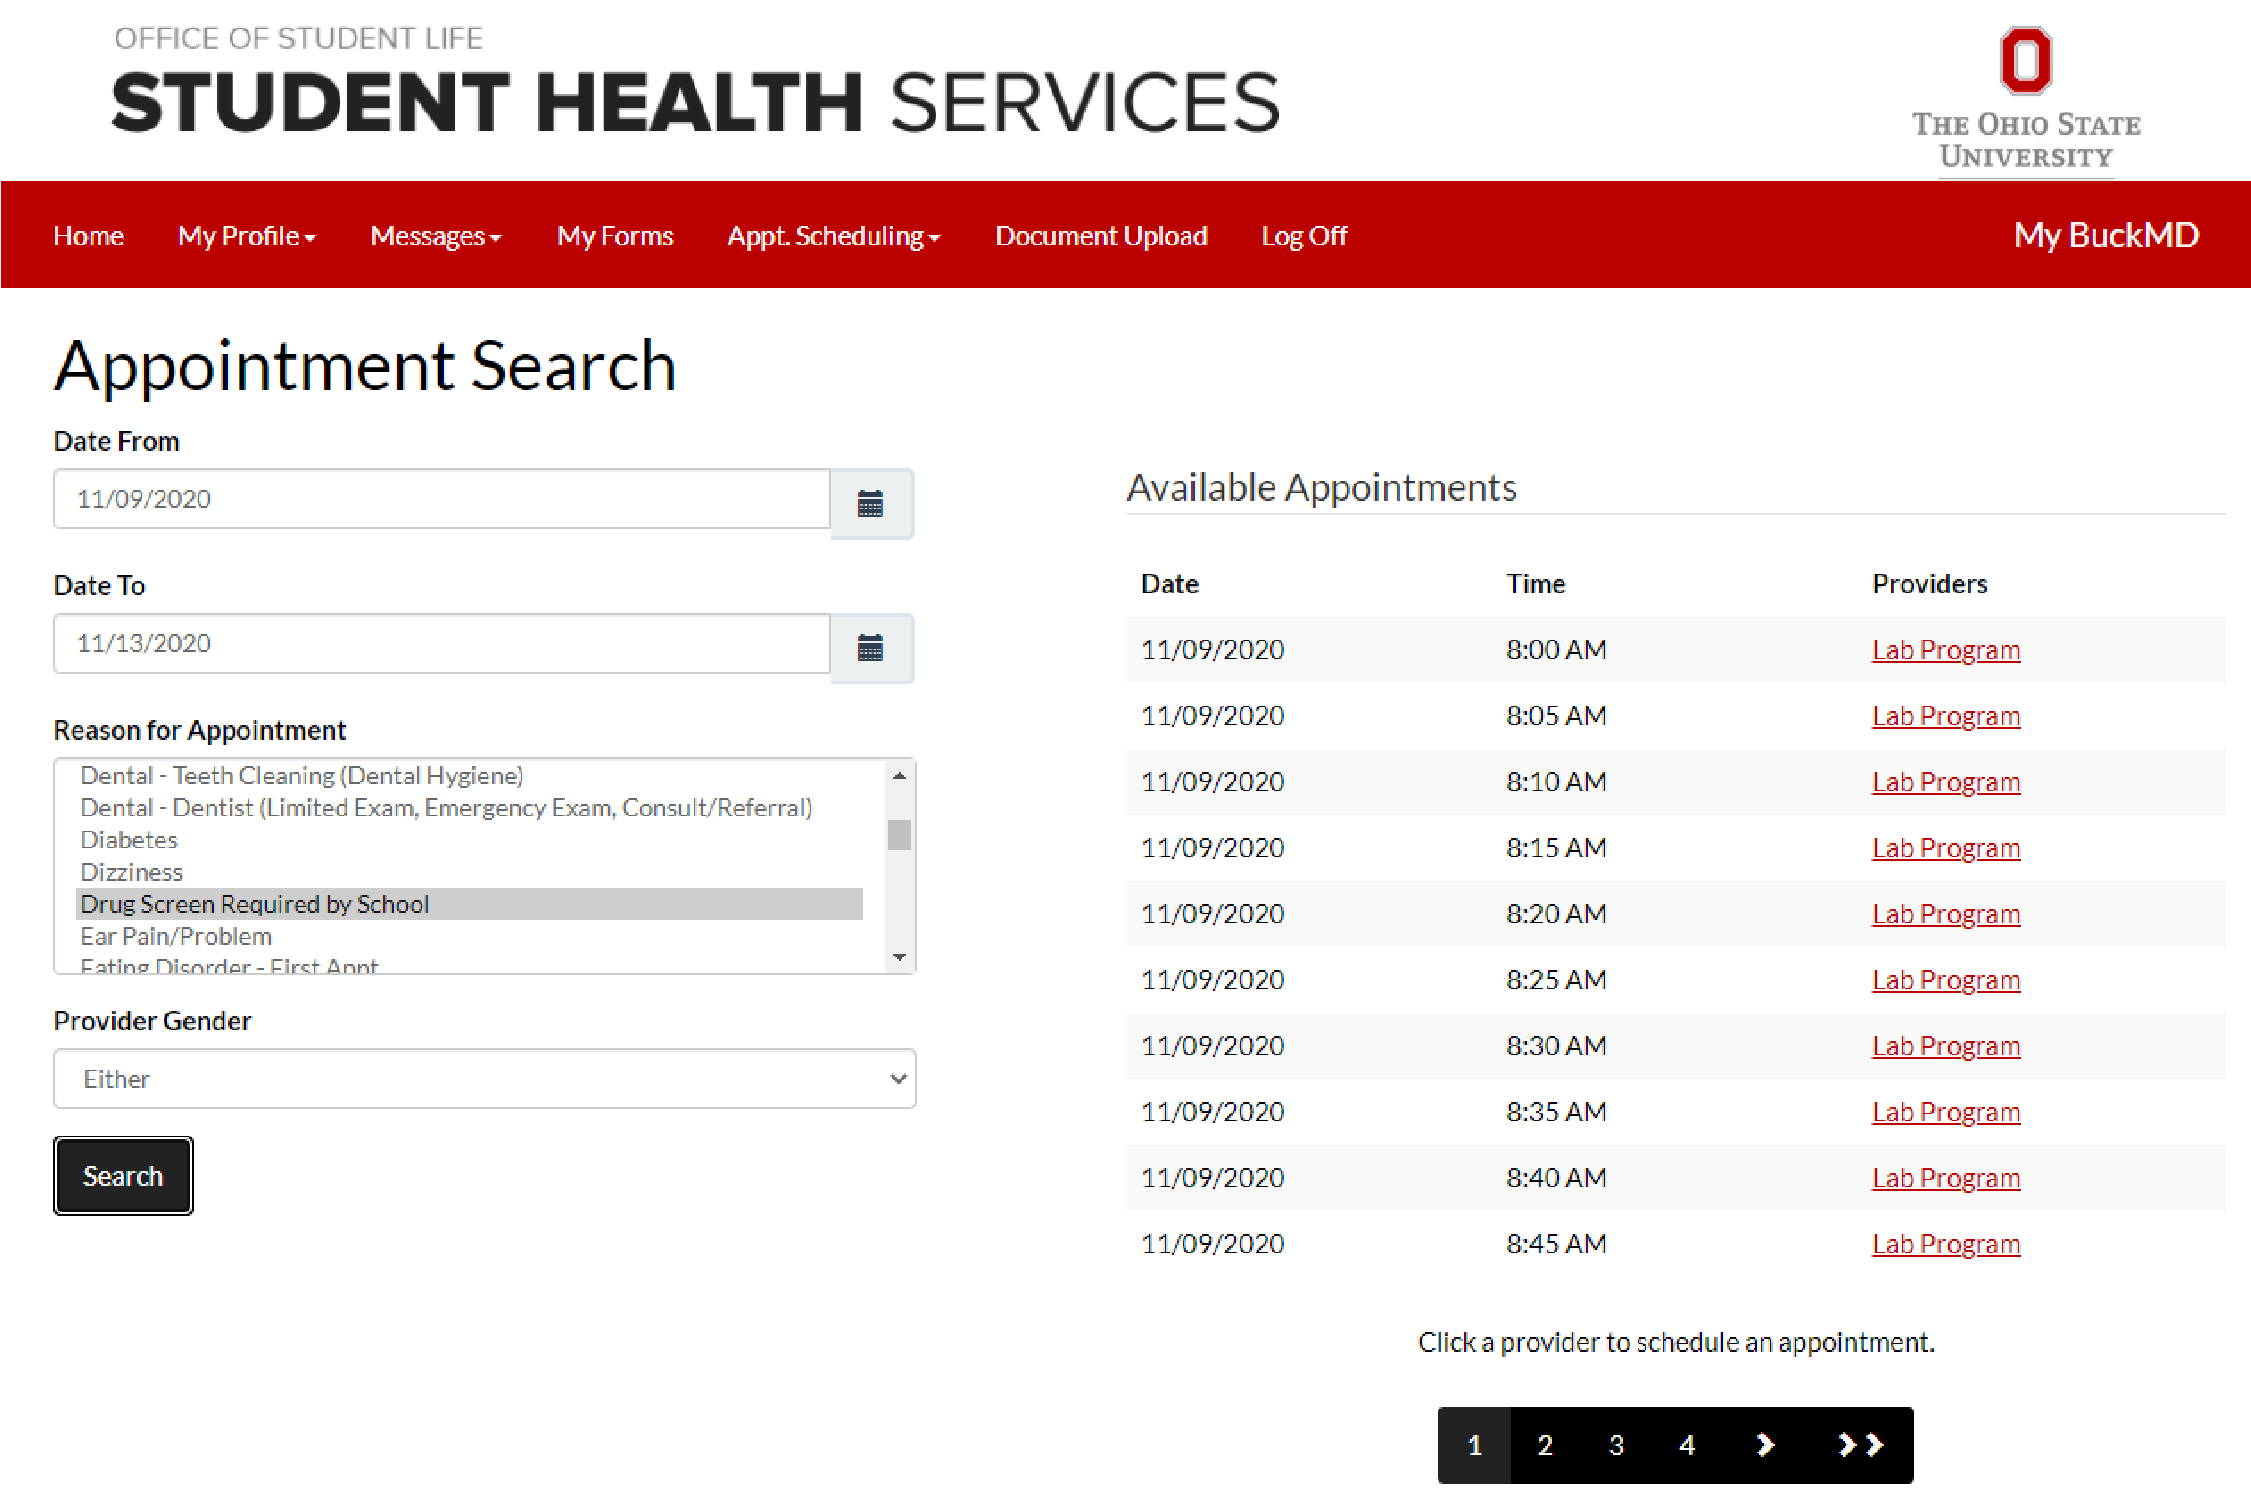 OFFICE OF STUDENT LIFE
STUDENT HEALTH SERVICES
O
THE OHIO STATE
UNIVERSITY
Home My Profile Messages My Forms Appt. Scheduling Document Upload Log Off My BuckMD
Appointment Search
Date From
11/09/2020
Date To
11/13/2020
Reason for Appointment
Dental - Teeth Cleaning (Dental Hygiene)
Dental - Dentist (Limited Exam, Emergency Exam, Consult/Referral)
Diabetes
Dizziness
Drug Screen Required by School
Ear Pain/Problem
Eating Disorder - First Appt
Provider Gender
Either
Search
Available Appointments
Date Time Providers
11/09/2020 8:00 AM Lab Program
11/09/2020 8:05 AM Lab Program
11/09/2020 8:10 AM Lab Program
11/09/2020 8:15 AM Lab Program
11/09/2020 8:20 AM Lab Program
11/09/2020 8:25 AM Lab Program
11/09/2020 8:30 AM Lab Program
11/09/2020 8:35 AM Lab Program
11/09/2020 8:40 AM Lab Program
11/09/2020 8:45 AM Lab Program
Click a provider to schedule an appointment.
1 2 3 4